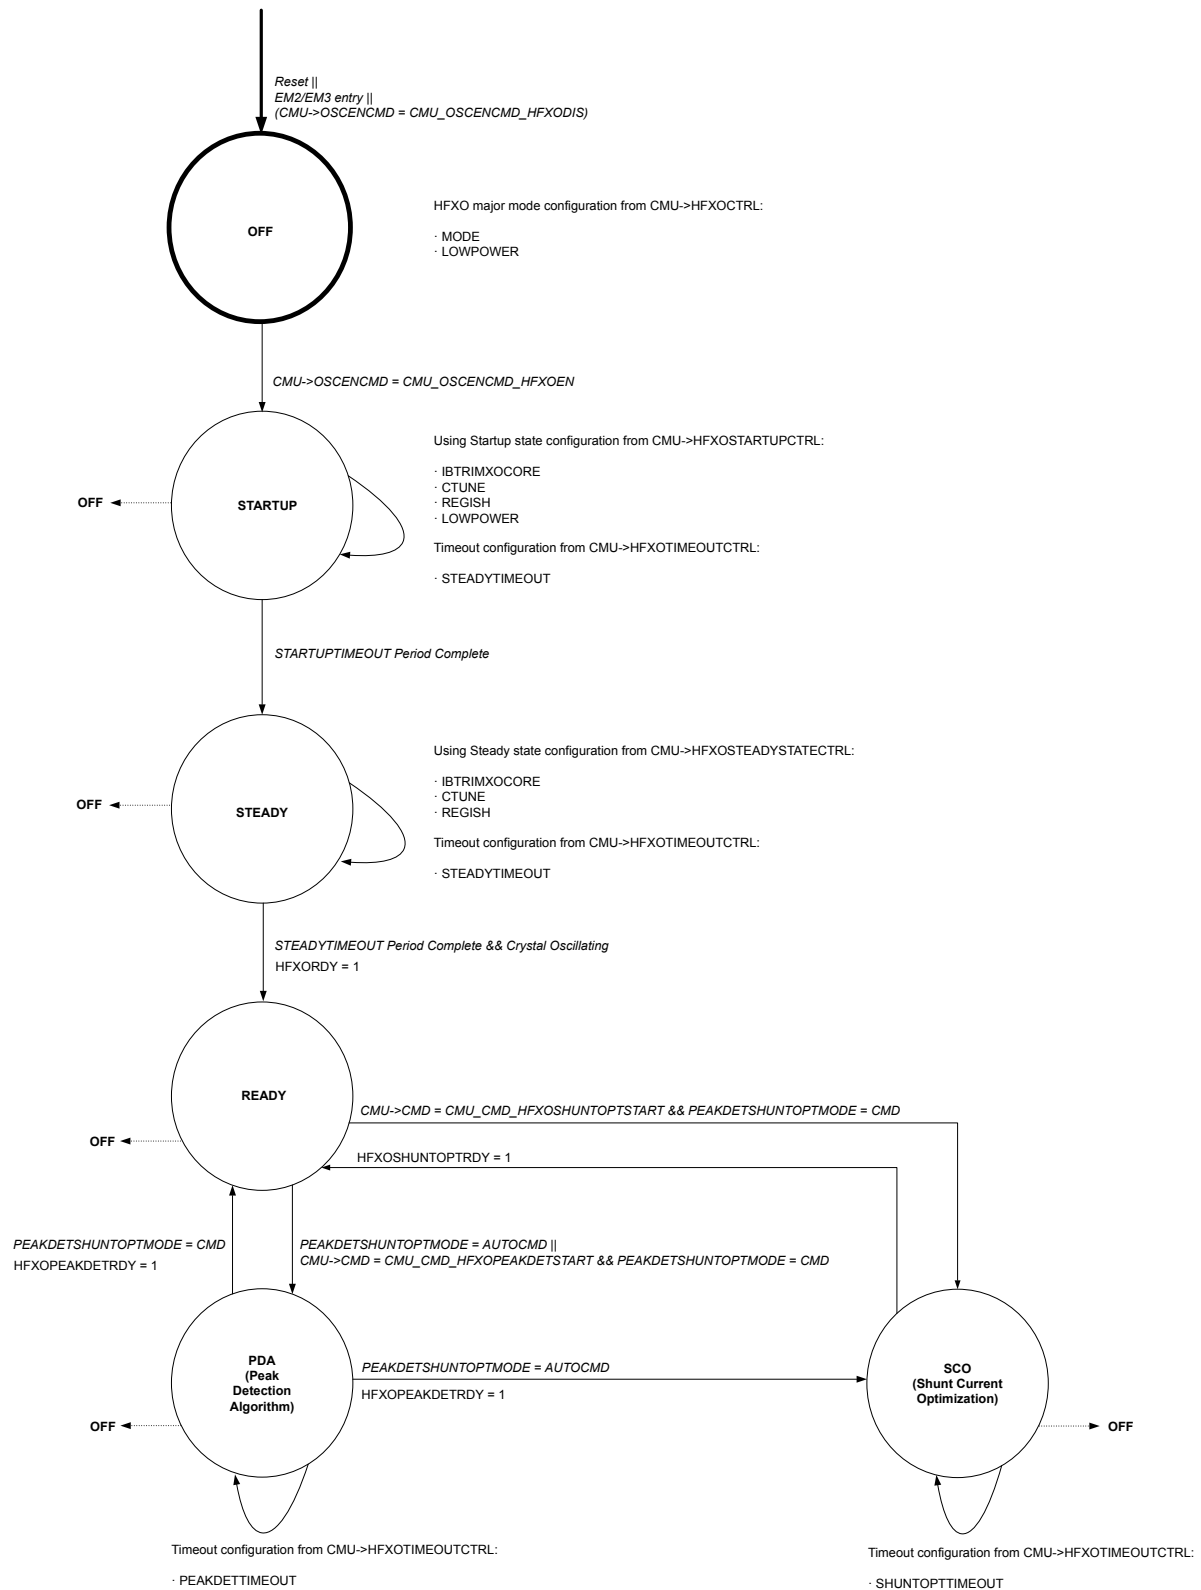 Reset ||
EM2/EM3 entry ||
(CMU->OSCENCMD = CMU_OSCENCMD_HFXODIS)
OFF
HFXO major mode configuration from CMU->HFXOCTRL:
· MODE
· LOWPOWER
CMU->OSCENCMD = CMU_OSCENCMD_HFXOEN
Using Startup state configuration from CMU->HFXOSTARTUPCTRL:
· IBTRIMXOCORE
· CTUNE
· REGISH
· LOWPOWER
OFF
STARTUP
Timeout configuration from CMU->HFXOTIMEOUTCTRL:
· STEADYTIMEOUT
STARTUPTIMEOUT Period Complete
Using Steady state configuration from CMU->HFXOSTEADYSTATECTRL:
· IBTRIMXOCORE
· CTUNE
· REGISH
OFF
STEADY
Timeout configuration from CMU->HFXOTIMEOUTCTRL:
· STEADYTIMEOUT
STEADYTIMEOUT Period Complete && Crystal Oscillating
HFXORDY = 1
READY
CMU->CMD = CMU_CMD_HFXOSHUNTOPTSTART && PEAKDETSHUNTOPTMODE = CMD
OFF
HFXOSHUNTOPTRDY = 1
PEAKDETSHUNTOPTMODE = CMD
HFXOPEAKDETRDY = 1
PEAKDETSHUNTOPTMODE = AUTOCMD ||
CMU->CMD = CMU_CMD_HFXOPEAKDETSTART && PEAKDETSHUNTOPTMODE = CMD
PDA
(Peak
Detection
Algorithm)
PEAKDETSHUNTOPTMODE = AUTOCMD
HFXOPEAKDETRDY = 1
SCO
(Shunt Current
Optimization)
OFF
OFF
Timeout configuration from CMU->HFXOTIMEOUTCTRL:
· PEAKDETTIMEOUT
Timeout configuration from CMU->HFXOTIMEOUTCTRL:
· SHUNTOPTTIMEOUT